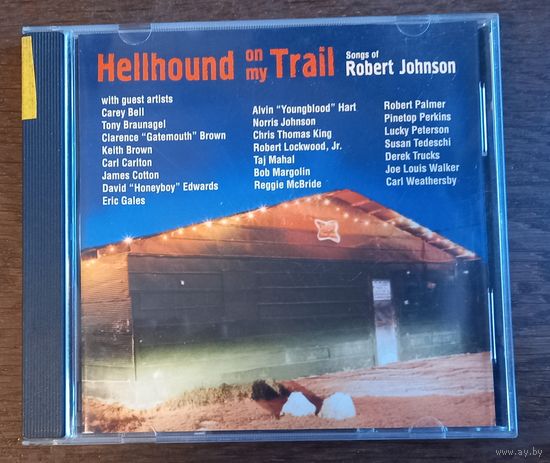 Hellhound on my Trail Songs of Robert Johnson
with guest artists
Carey Bell
Tony Braunagel
Clarence "Gatemouth" Brown
Keith Brown
Carl Carlton
James Cotton
David "Honeyboy" Edwards
Eric Gales
Alvin "Youngblood" Hart
Norris Johnson
Chris Thomas King
Robert Lockwood, Jr.
Taj Mahal
Bob Margolin
Reggie McBride
Robert Palmer
Pinetop Perkins
Lucky Peterson
Susan Tedeschi
Derek Trucks
Joe Louis Walker
Carl Weathersby
www.ay.by